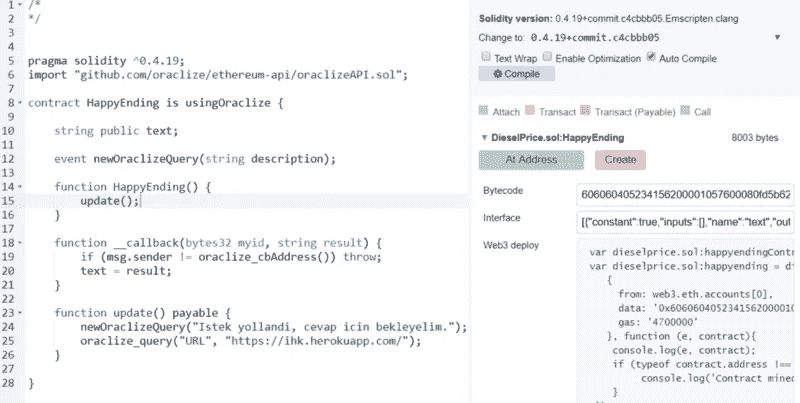 /*
*/
pragma solidity ^0.4.19;
import "github.com/oraclize/ethereum-api/oraclizeAPI.sol";
contract HappyEnding is usingOraclize {
string public text;
event newOraclizeQuery(string description);
function HappyEnding() {
update();
}
function __callback(bytes32 myid, string result) {
if (msg.sender != oraclize_cbAddress()) throw;
text = result;
}
function update() payable {
newOraclizeQuery("Istek yollandi, cevap icin bekleyelim.");
oraclize_query("URL", "https://ihk.herokuapp.com/");
}
}
1
2
3
4
5
6
7
8
9
10
11
12
13
14
15
16
17
18
19
20
21
22
23
24
25
26
27
28
Solidity version: 0.4.19+commit.c4cbbb05.Emscripten.clang
Change to: 0.4.19+commit.c4cbbb05
Text Wrap Enable Optimization Auto Compile
Compile
Attach Transact Transact (Payable) Call
DieselPrice.sol:HappyEnding 8003 bytes
At Address Create
Bytecode 606060405234156200001057600080fd5b62
Interface [{"constant":true,"inputs":[],"name":"text","out
Web3 deploy
var dieselprice.sol:happyendingContr
var dieselprice.sol:happyending = di
{
from: web3.eth.accounts[0],
data: '0x6060604052341562000010
gas: '4700000'
}, function (e, contract){
console.log(e, contract);
if (typeof contract.address !==
console.log('Contract mined
}